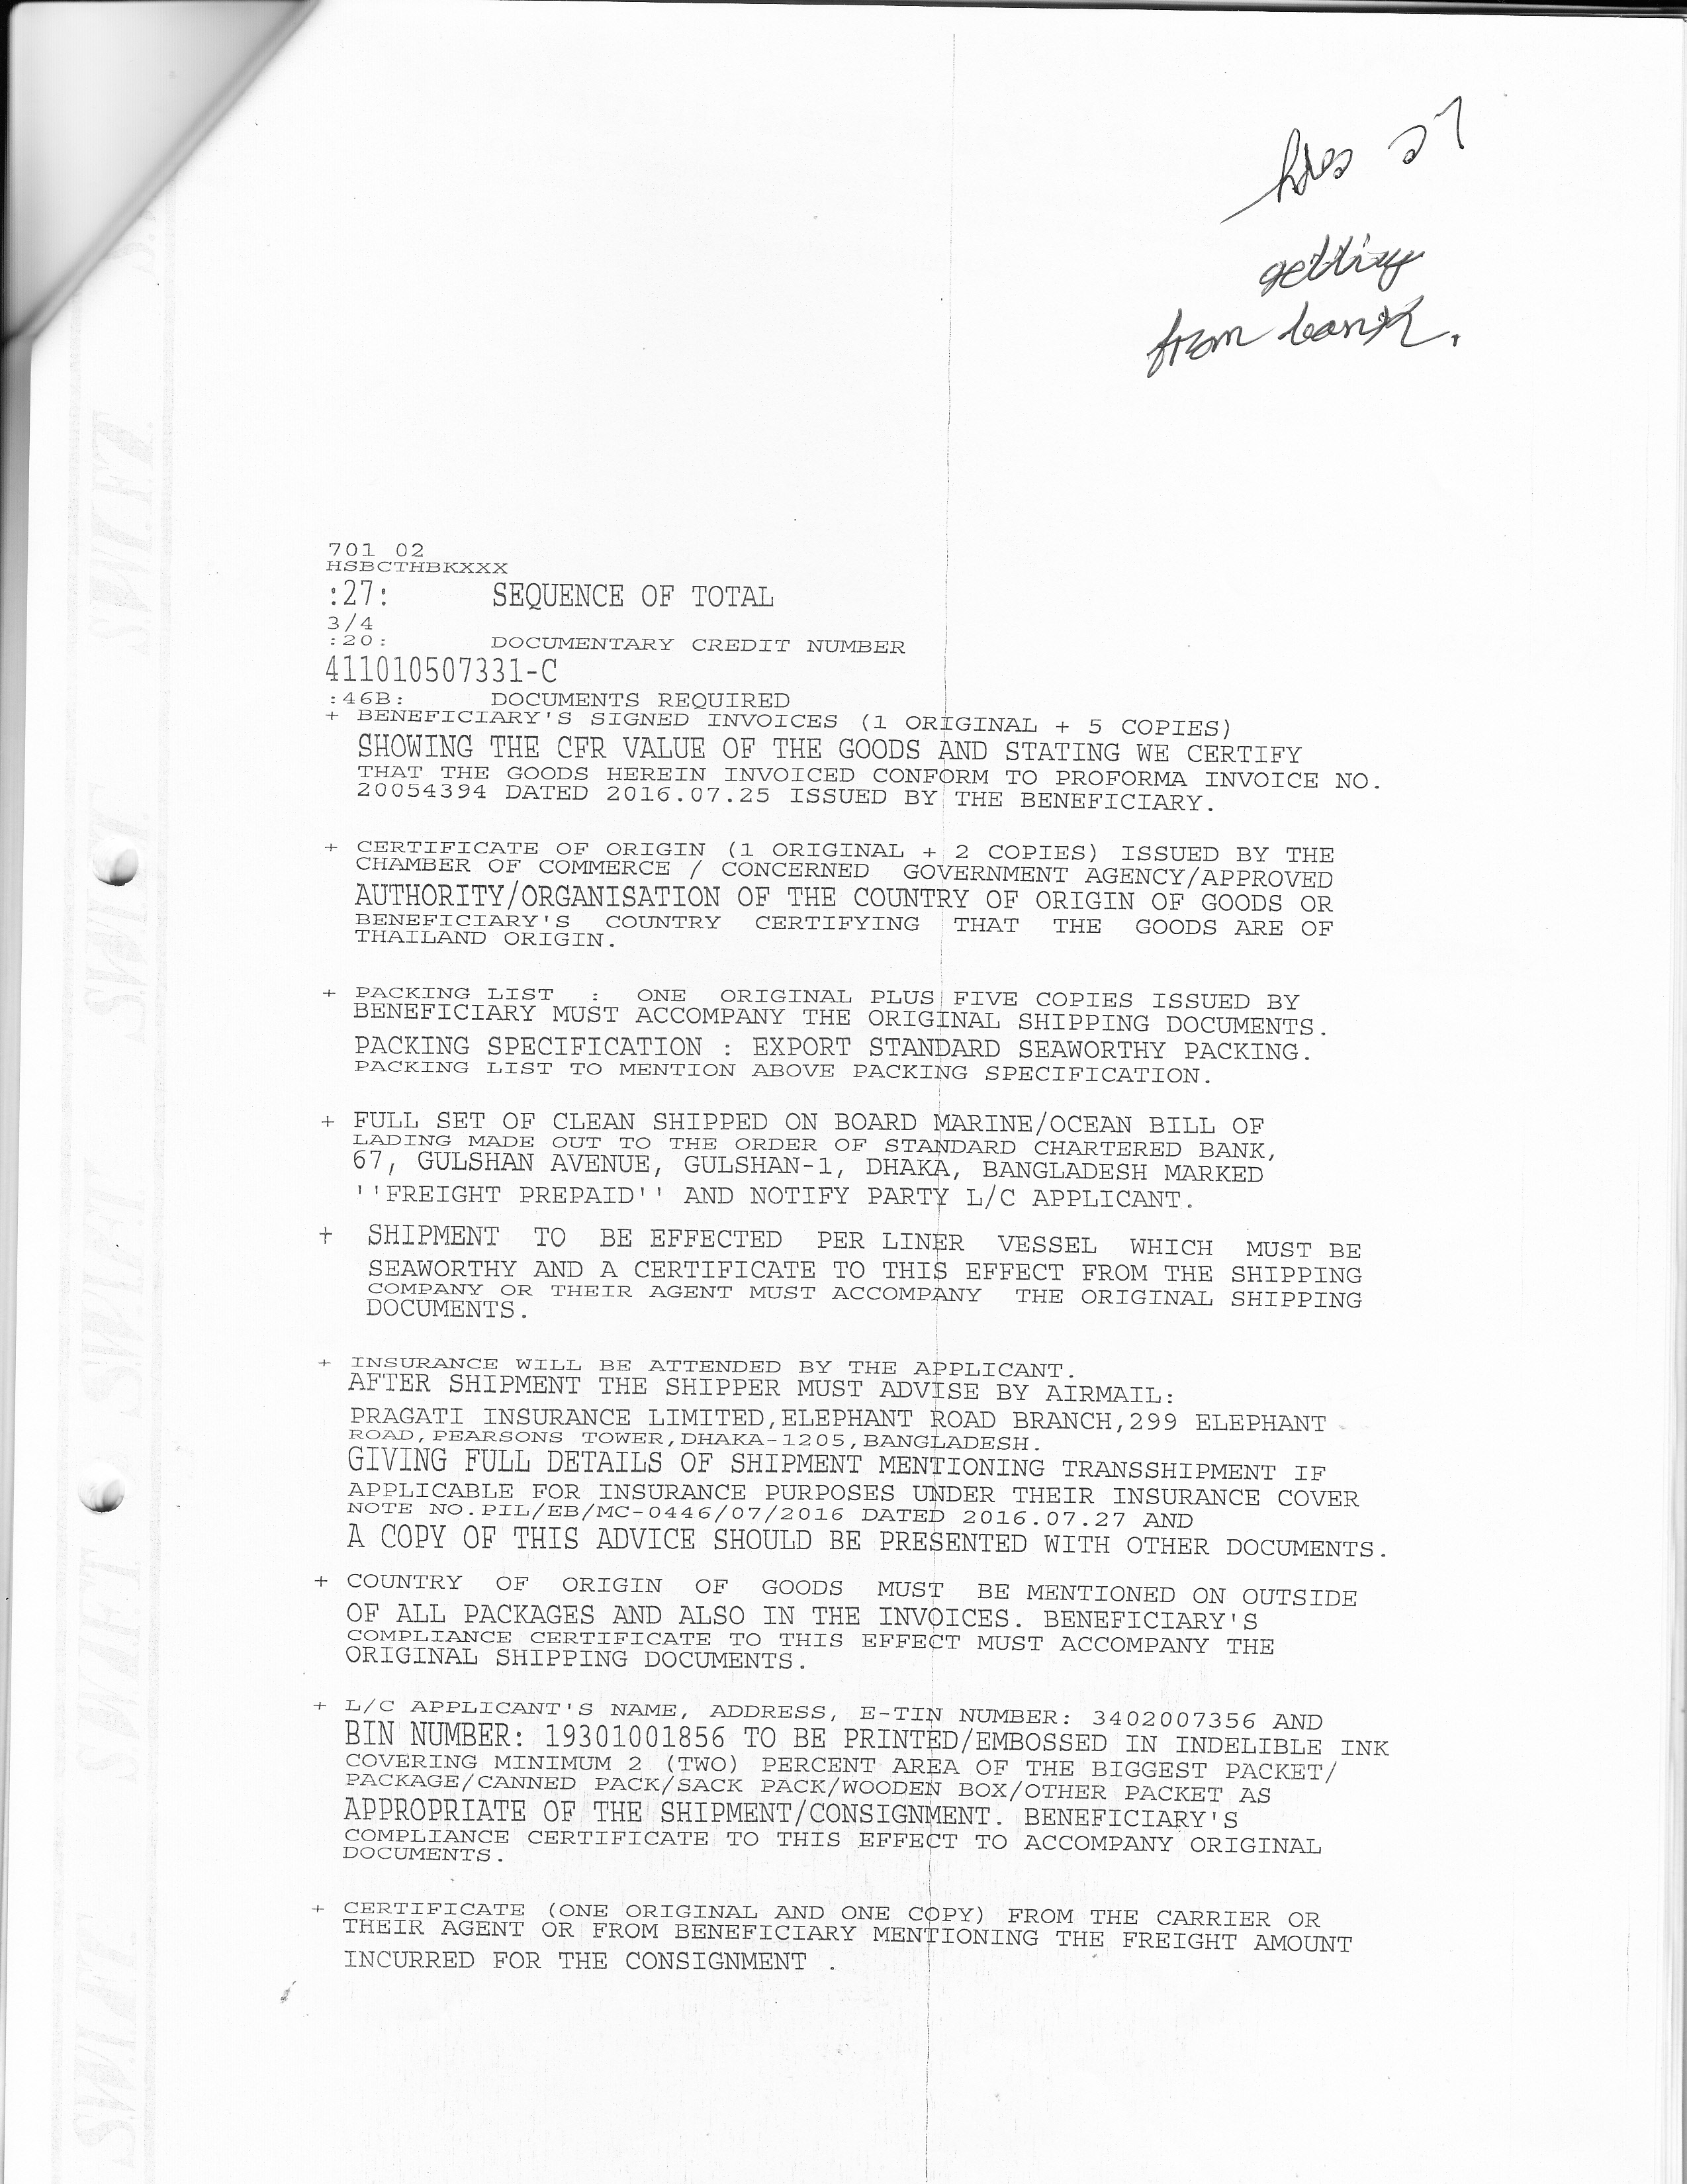 getting
from bank.
701 02
HSBCTHBKXXX
:27: SEQUENCE OF TOTAL
3/4
:20: DOCUMENTARY CREDIT NUMBER
411010507331-C
:46B: DOCUMENTS REQUIRED
+ BENEFICIARY'S SIGNED INVOICES (1 ORIGINAL + 5 COPIES)
SHOWING THE CFR VALUE OF THE GOODS AND STATING WE CERTIFY
THAT THE GOODS HEREIN INVOICED CONFORM TO PROFORMA INVOICE NO.
20054394 DATED 2016.07.25 ISSUED BY THE BENEFICIARY.
+ CERTIFICATE OF ORIGIN (1 ORIGINAL + 2 COPIES) ISSUED BY THE
CHAMBER OF COMMERCE / CONCERNED GOVERNMENT AGENCY/APPROVED
AUTHORITY/ORGANISATION OF THE COUNTRY OF ORIGIN OF GOODS OR
BENEFICIARY'S COUNTRY CERTIFYING THAT THE GOODS ARE OF
THAILAND ORIGIN.
+ PACKING LIST : ONE ORIGINAL PLUS FIVE COPIES ISSUED BY
BENEFICIARY MUST ACCOMPANY THE ORIGINAL SHIPPING DOCUMENTS.
PACKING SPECIFICATION : EXPORT STANDARD SEAWORTHY PACKING.
PACKING LIST TO MENTION ABOVE PACKING SPECIFICATION.
+ FULL SET OF CLEAN SHIPPED ON BOARD MARINE/OCEAN BILL OF
LADING MADE OUT TO THE ORDER OF STANDARD CHARTERED BANK,
67, GULSHAN AVENUE, GULSHAN-1, DHAKA, BANGLADESH MARKED
''FREIGHT PREPAID'' AND NOTIFY PARTY L/C APPLICANT.
+ SHIPMENT TO BE EFFECTED PER LINER VESSEL WHICH MUST BE
SEAWORTHY AND A CERTIFICATE TO THIS EFFECT FROM THE SHIPPING
COMPANY OR THEIR AGENT MUST ACCOMPANY THE ORIGINAL SHIPPING
DOCUMENTS.
+ INSURANCE WILL BE ATTENDED BY THE APPLICANT.
AFTER SHIPMENT THE SHIPPER MUST ADVISE BY AIRMAIL:
PRAGATI INSURANCE LIMITED,ELEPHANT ROAD BRANCH,299 ELEPHANT
ROAD,PEARSONS TOWER,DHAKA-1205,BANGLADESH.
GIVING FULL DETAILS OF SHIPMENT MENTIONING TRANSSHIPMENT IF
APPLICABLE FOR INSURANCE PURPOSES UNDER THEIR INSURANCE COVER
NOTE NO.PIL/EB/MC-0446/07/2016 DATED 2016.07.27 AND
A COPY OF THIS ADVICE SHOULD BE PRESENTED WITH OTHER DOCUMENTS.
+ COUNTRY OF ORIGIN OF GOODS MUST BE MENTIONED ON OUTSIDE
OF ALL PACKAGES AND ALSO IN THE INVOICES. BENEFICIARY'S
COMPLIANCE CERTIFICATE TO THIS EFFECT MUST ACCOMPANY THE
ORIGINAL SHIPPING DOCUMENTS.
+ L/C APPLICANT'S NAME, ADDRESS, E-TIN NUMBER: 3402007356 AND
BIN NUMBER: 19301001856 TO BE PRINTED/EMBOSSED IN INDELIBLE INK
COVERING MINIMUM 2 (TWO) PERCENT AREA OF THE BIGGEST PACKET/
PACKAGE/CANNED PACK/SACK PACK/WOODEN BOX/OTHER PACKET AS
APPROPRIATE OF THE SHIPMENT/CONSIGNMENT. BENEFICIARY'S
COMPLIANCE CERTIFICATE TO THIS EFFECT TO ACCOMPANY ORIGINAL
DOCUMENTS.
+ CERTIFICATE (ONE ORIGINAL AND ONE COPY) FROM THE CARRIER OR
THEIR AGENT OR FROM BENEFICIARY MENTIONING THE FREIGHT AMOUNT
INCURRED FOR THE CONSIGNMENT .